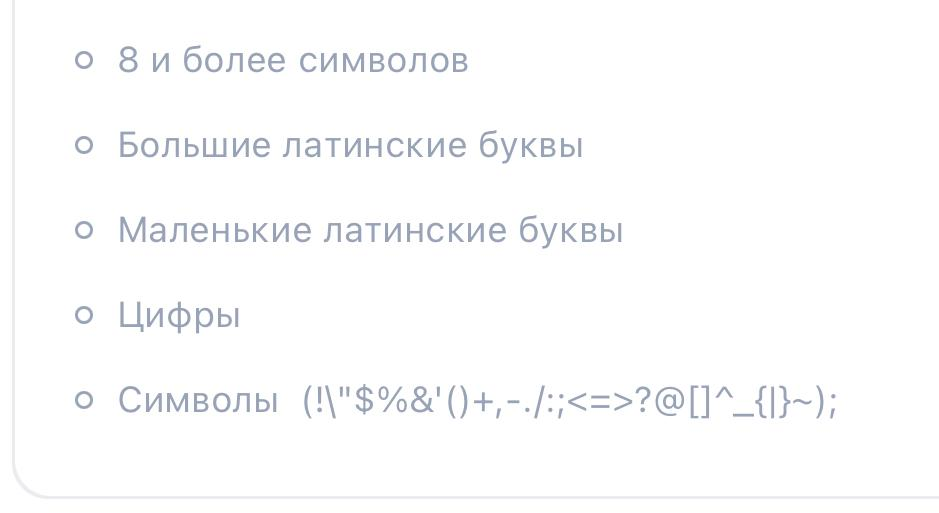 8 и более символов
Большие латинские буквы
Маленькие латинские буквы
Цифры
Символы (!\"$%&'()+,-./:;<=>?@[]^_{|}~);